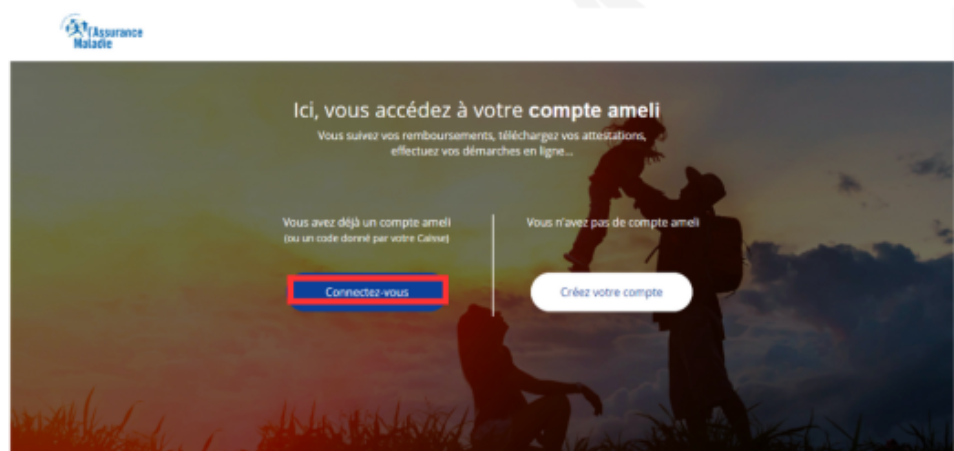 l'Assurance
Maladie
Ici, vous accédez à votre compte ameli
Vous suivez vos remboursements, téléchargez vos attestations,
effectuez vos démarches en ligne...
Vous avez déjà un compte ameli
(ou un code donné par votre Caisse)
Connectez-vous
Vous n'avez pas de compte ameli
Créez votre compte